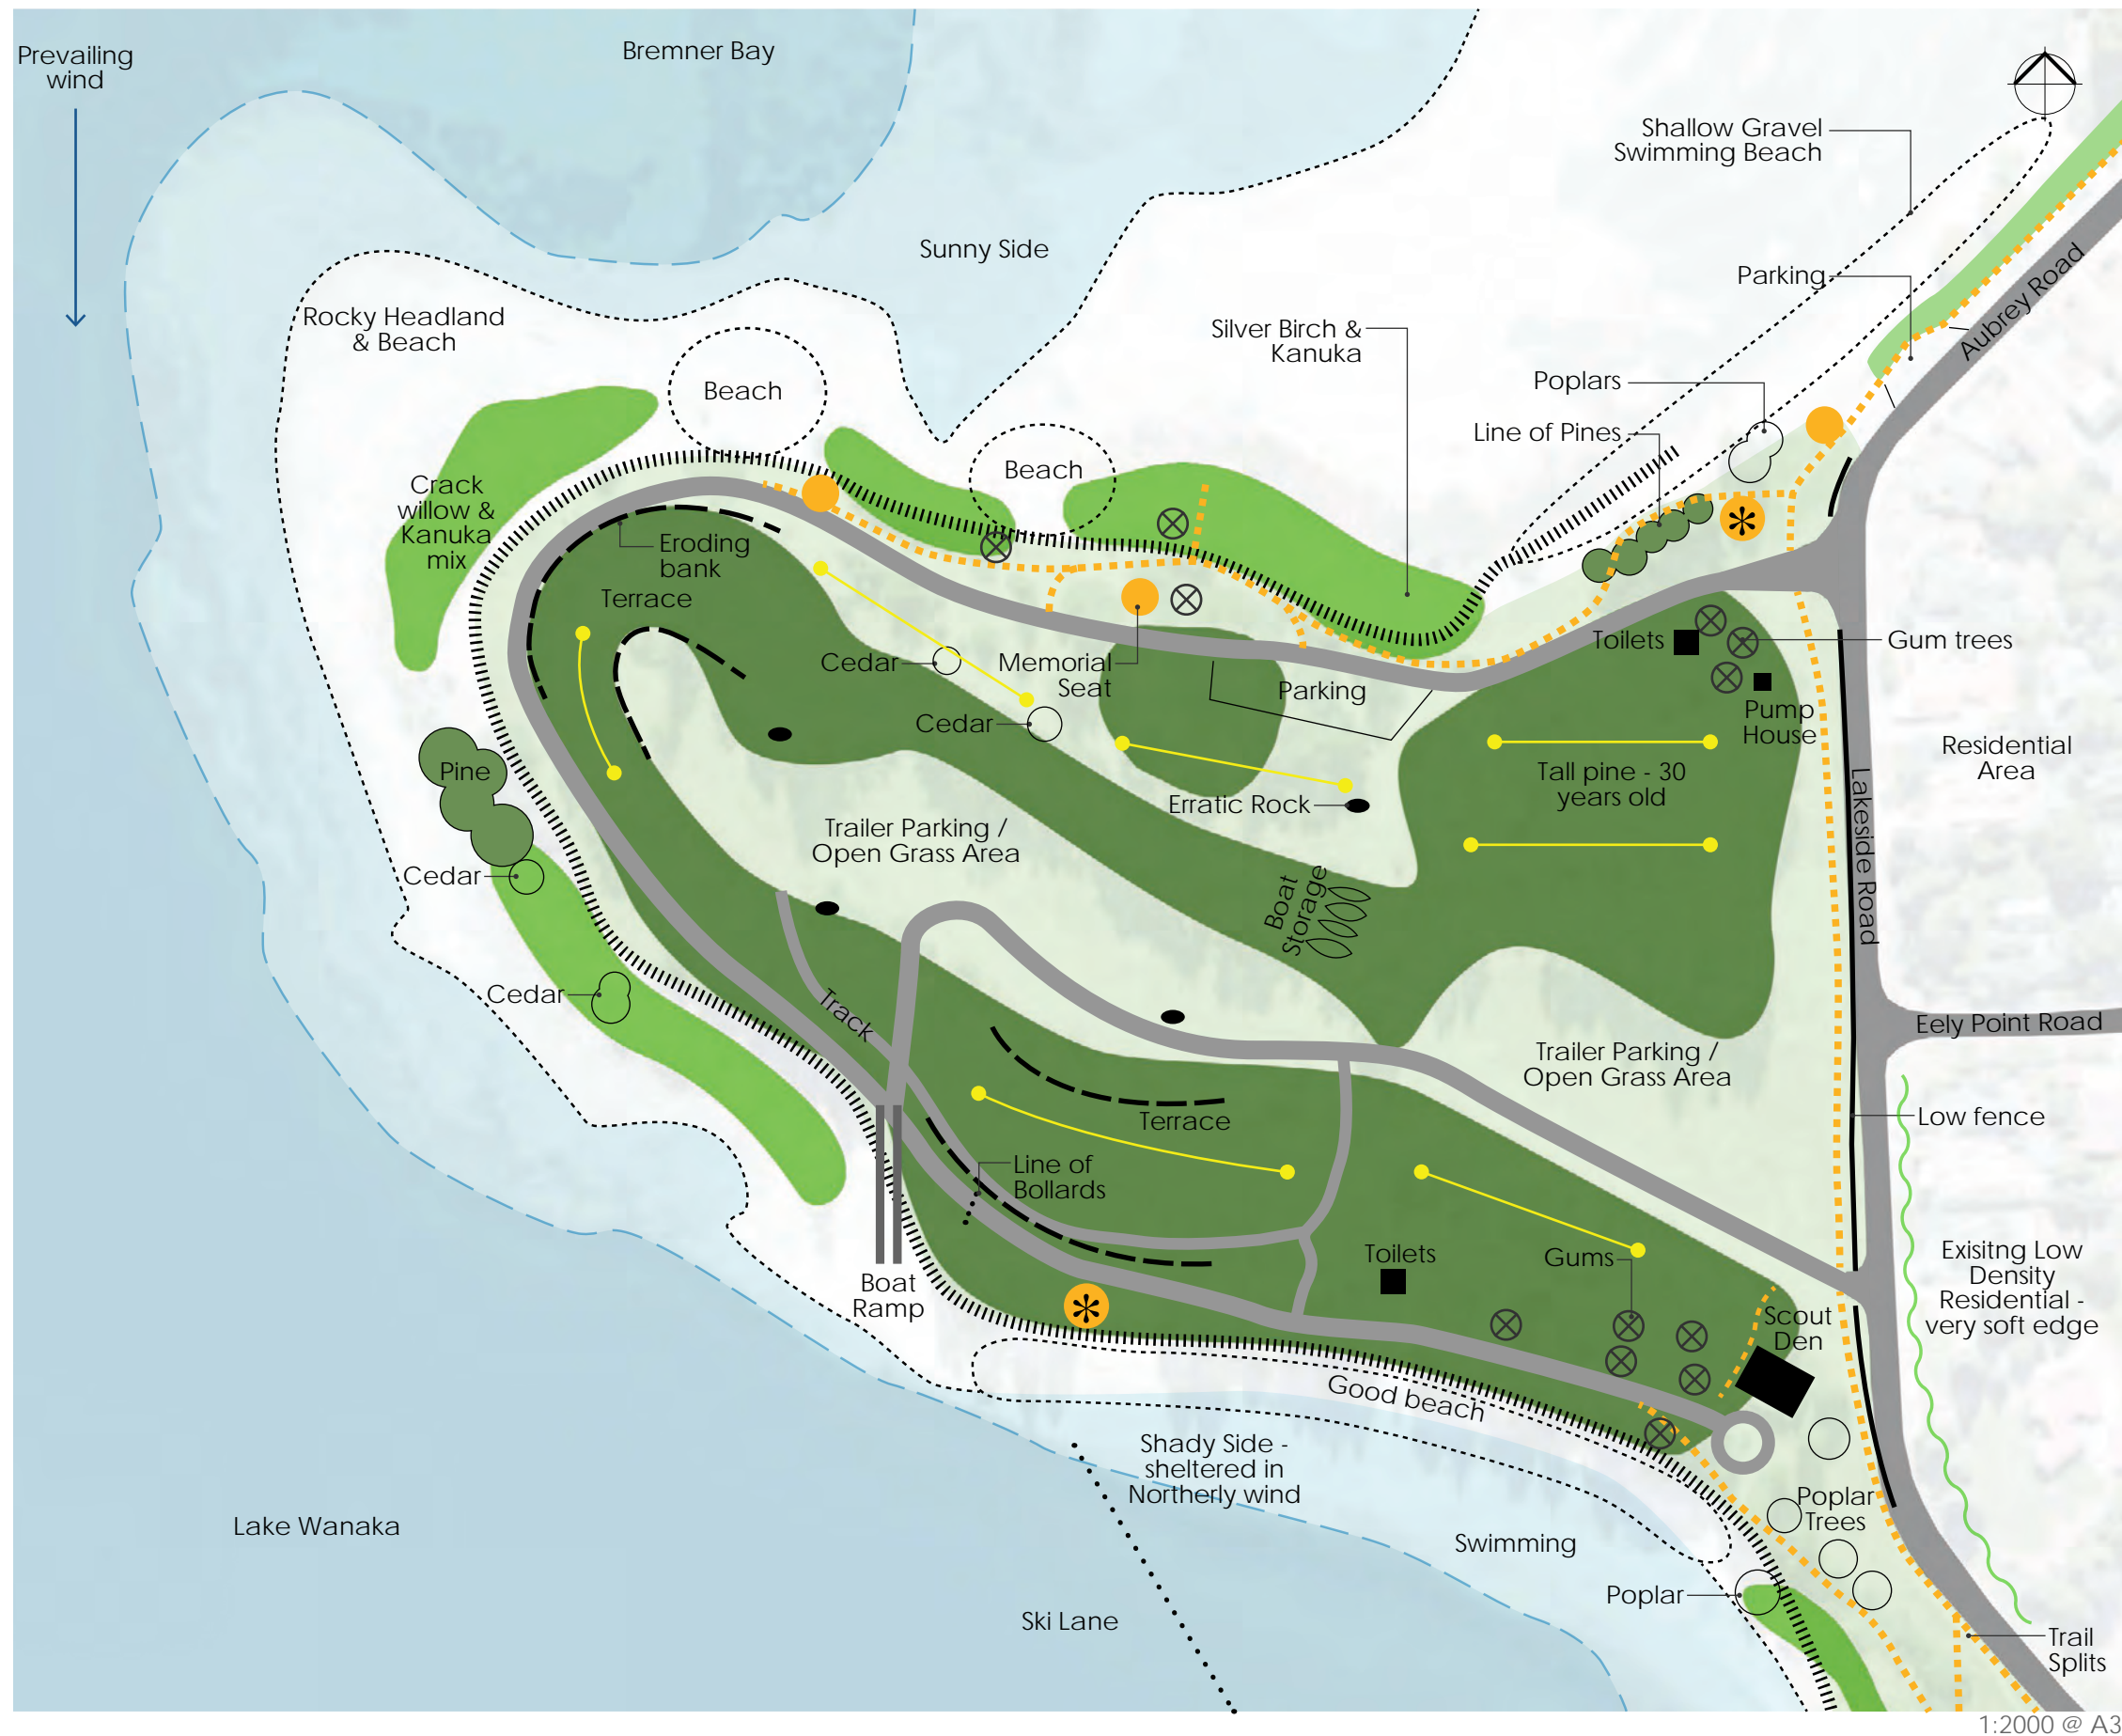 Prevailing
wind
Bremner Bay
Shallow Gravel
Swimming Beach
Sunny Side
Parking
Aubrey Road
Rocky Headland
& Beach
Silver Birch &
Kanuka
Beach
Poplars
Line of Pines
Beach
Crack
willow &
Kanuka
mix
Eroding
bank
Terrace
Toilets
Gum trees
Cedar
Memorial
Seat
Parking
Cedar
Pump
House
Residential
Area
Pine
Tall pine - 30
years old
Erratic Rock
Lakeside Road
Trailer Parking /
Open Grass Area
Cedar
Boat
Storage
Cedar
Track
Eely Point Road
Trailer Parking /
Open Grass Area
Terrace
Low fence
Line of
Bollards
Toilets
Gums
Exisitng Low
Density
Residential -
very soft edge
Boat
Ramp
Scout
Den
Good beach
Shady Side -
sheltered in
Northerly wind
Poplar
Trees
Lake Wanaka
Swimming
Poplar
Ski Lane
Trail
Splits
1:2000 @ A3